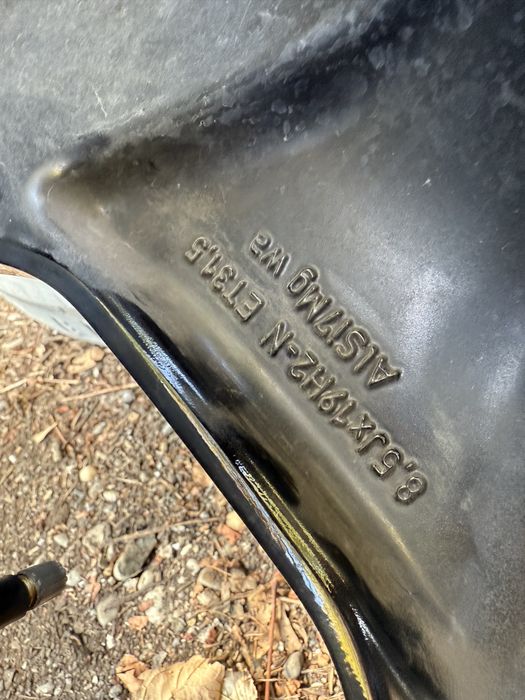 8,5Jx19H2-N ET31,5
ALSI7Mg wa